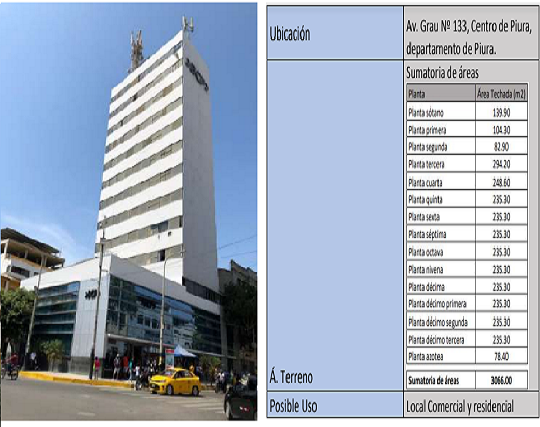 Ubicación
Av. Grau Nº 133, Centro de Piura,
departamento de Piura.
Á. Terreno
Sumatoria de áreas
Planta Área Techada (m2)
Planta sótano 139.90
Planta primera 104.30
Planta segunda 82.90
Planta tercera 294.20
Planta cuarta 248.60
Planta quinta 235.30
Planta sexta 235.30
Planta séptima 235.30
Planta octava 235.30
Planta nivena 235.30
Planta décima 235.30
Planta décimo primera 235.30
Planta décimo segunda 235.30
Planta décimo tercera 235.30
Planta azotea 78.40
Sumatoria de áreas 3066.00
Posible Uso
Local Comercial y residencial